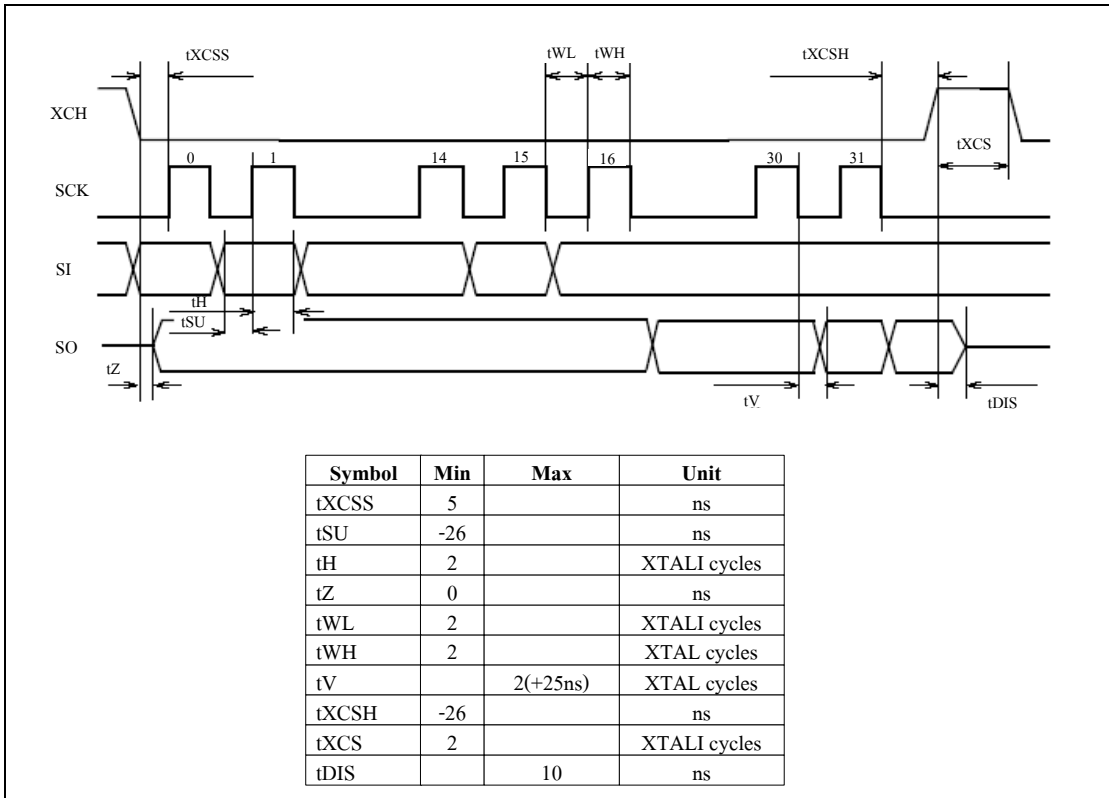 tXCSS
tWL
tWH
tXCSH
XCH
tXCS
0
1
14
15
16
30
31
SCK
SI
tH
tSU
SO
tZ
tV
tDIS
Symbol Min Max Unit
tXCSS 5 ns
tSU -26 ns
tH 2 XTALI cycles
tZ 0 ns
tWL 2 XTALI cycles
tWH 2 XTAL cycles
tV 2(+25ns) XTAL cycles
tXCSH -26 ns
tXCS 2 XTALI cycles
tDIS 10 ns